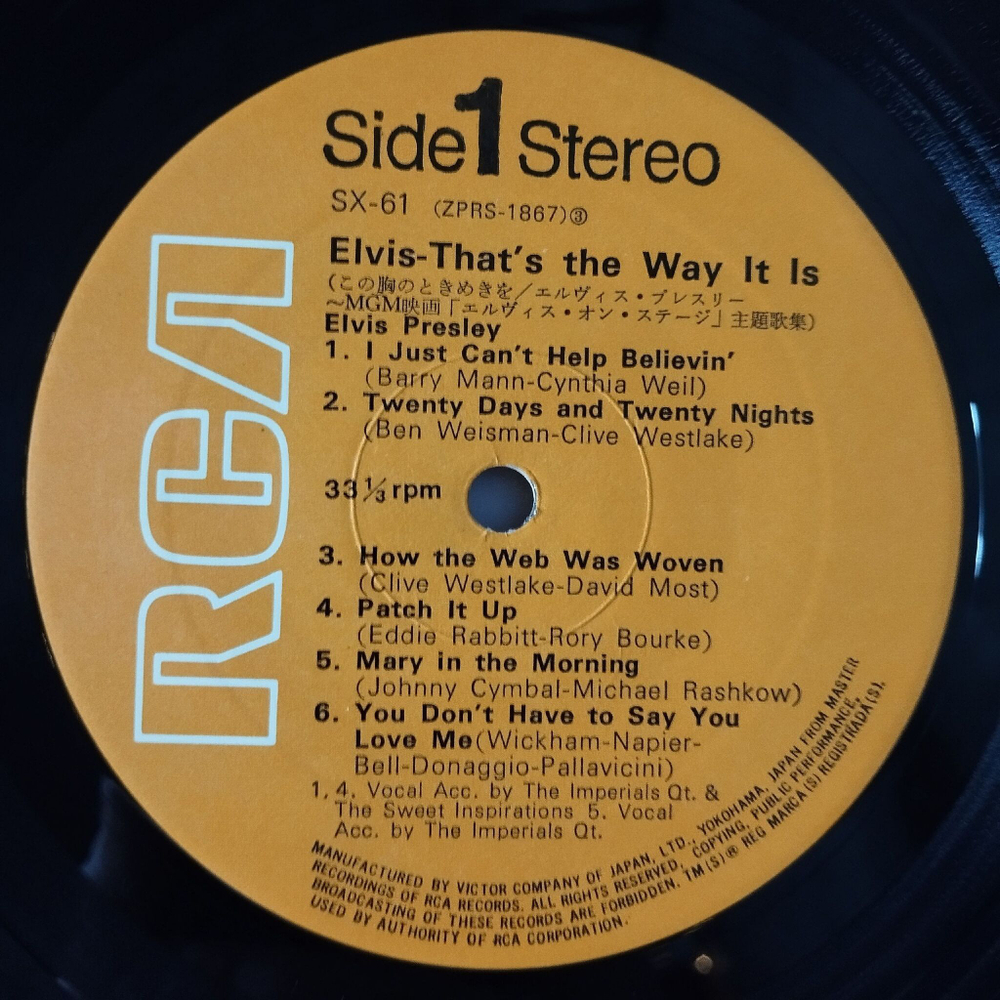 Side 1 Stereo
SX-61 (ZPRS-1867)③
Elvis-That's the Way It Is
(この胸のときめきを/エルヴィス・プレスリー
〜MGM映画「エルヴィス・オン・ステージ」主題歌集)
Elvis Presley
1. I Just Can't Help Believin'
(Barry Mann-Cynthia Weil)
2. Twenty Days and Twenty Nights
(Ben Weisman-Clive Westlake)
33 1/3 rpm
3. How the Web Was Woven
(Clive Westlake-David Most)
4. Patch It Up
(Eddie Rabbitt-Rory Bourke)
5. Mary in the Morning
(Johnny Cymbal-Michael Rashkow)
6. You Don't Have to Say You
Love Me(Wickham-Napier-
Bell-Donaggio-Pallavicini)
1, 4. Vocal Acc. by The Imperials Qt. &
The Sweet Inspirations 5. Vocal
Acc. by The Imperials Qt.
MANUFACTURED BY VICTOR COMPANY OF JAPAN, LTD., YOKOHAMA, JAPAN FROM MASTER
RECORDINGS OF RCA RECORDS. ALL RIGHTS RESERVED, COPYING, PUBLIC PERFORMANCE,
BROADCASTING OF THESE RECORDS ARE FORBIDDEN. TM(S)® REG MARCA(S) REGISTRADA(S).
USED BY AUTHORITY OF RCA CORPORATION.
RCA